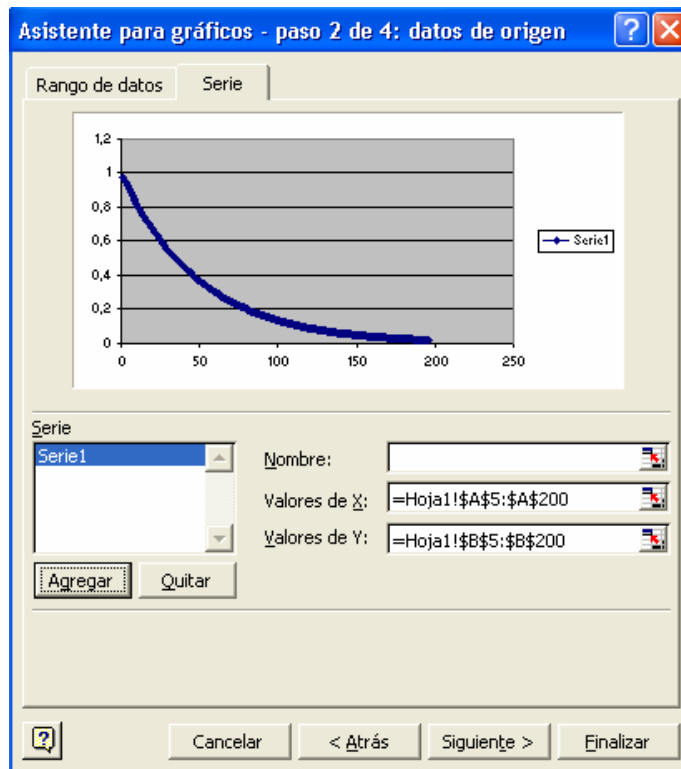 Asistente para gráficos - paso 2 de 4: datos de origen
Rango de datos Serie
1,2
1
0,8
0,6
0,4
0,2
0
0 50 100 150 200 250
Serie1
Serie
Serie1
Nombre:
Valores de X: =Hoja1!$A$5:$A$200
Valores de Y: =Hoja1!$B$5:$B$200
Agregar Quitar
Cancelar < Atrás Siguiente > Finalizar